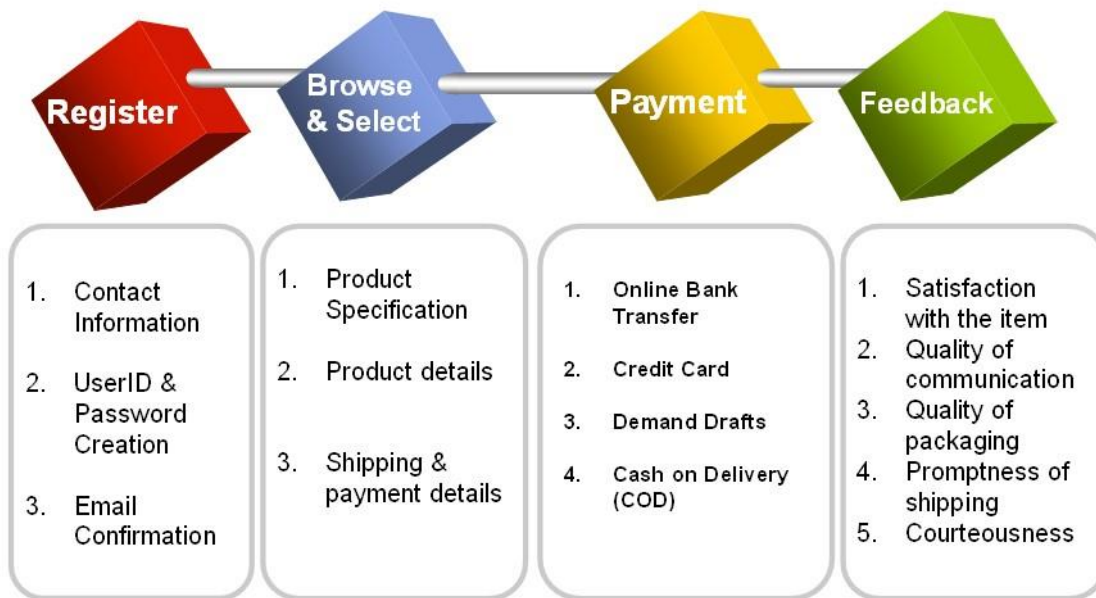 Register
Browse
& Select
Payment
Feedback
1. Contact
Information
2. UserID &
Password
Creation
3. Email
Confirmation
1. Product
Specification
2. Product details
3. Shipping &
payment details
1. Online Bank
Transfer
2. Credit Card
3. Demand Drafts
4. Cash on Delivery
(COD)
1. Satisfaction
with the item
2. Quality of
communication
3. Quality of
packaging
4. Promptness of
shipping
5. Courteousness